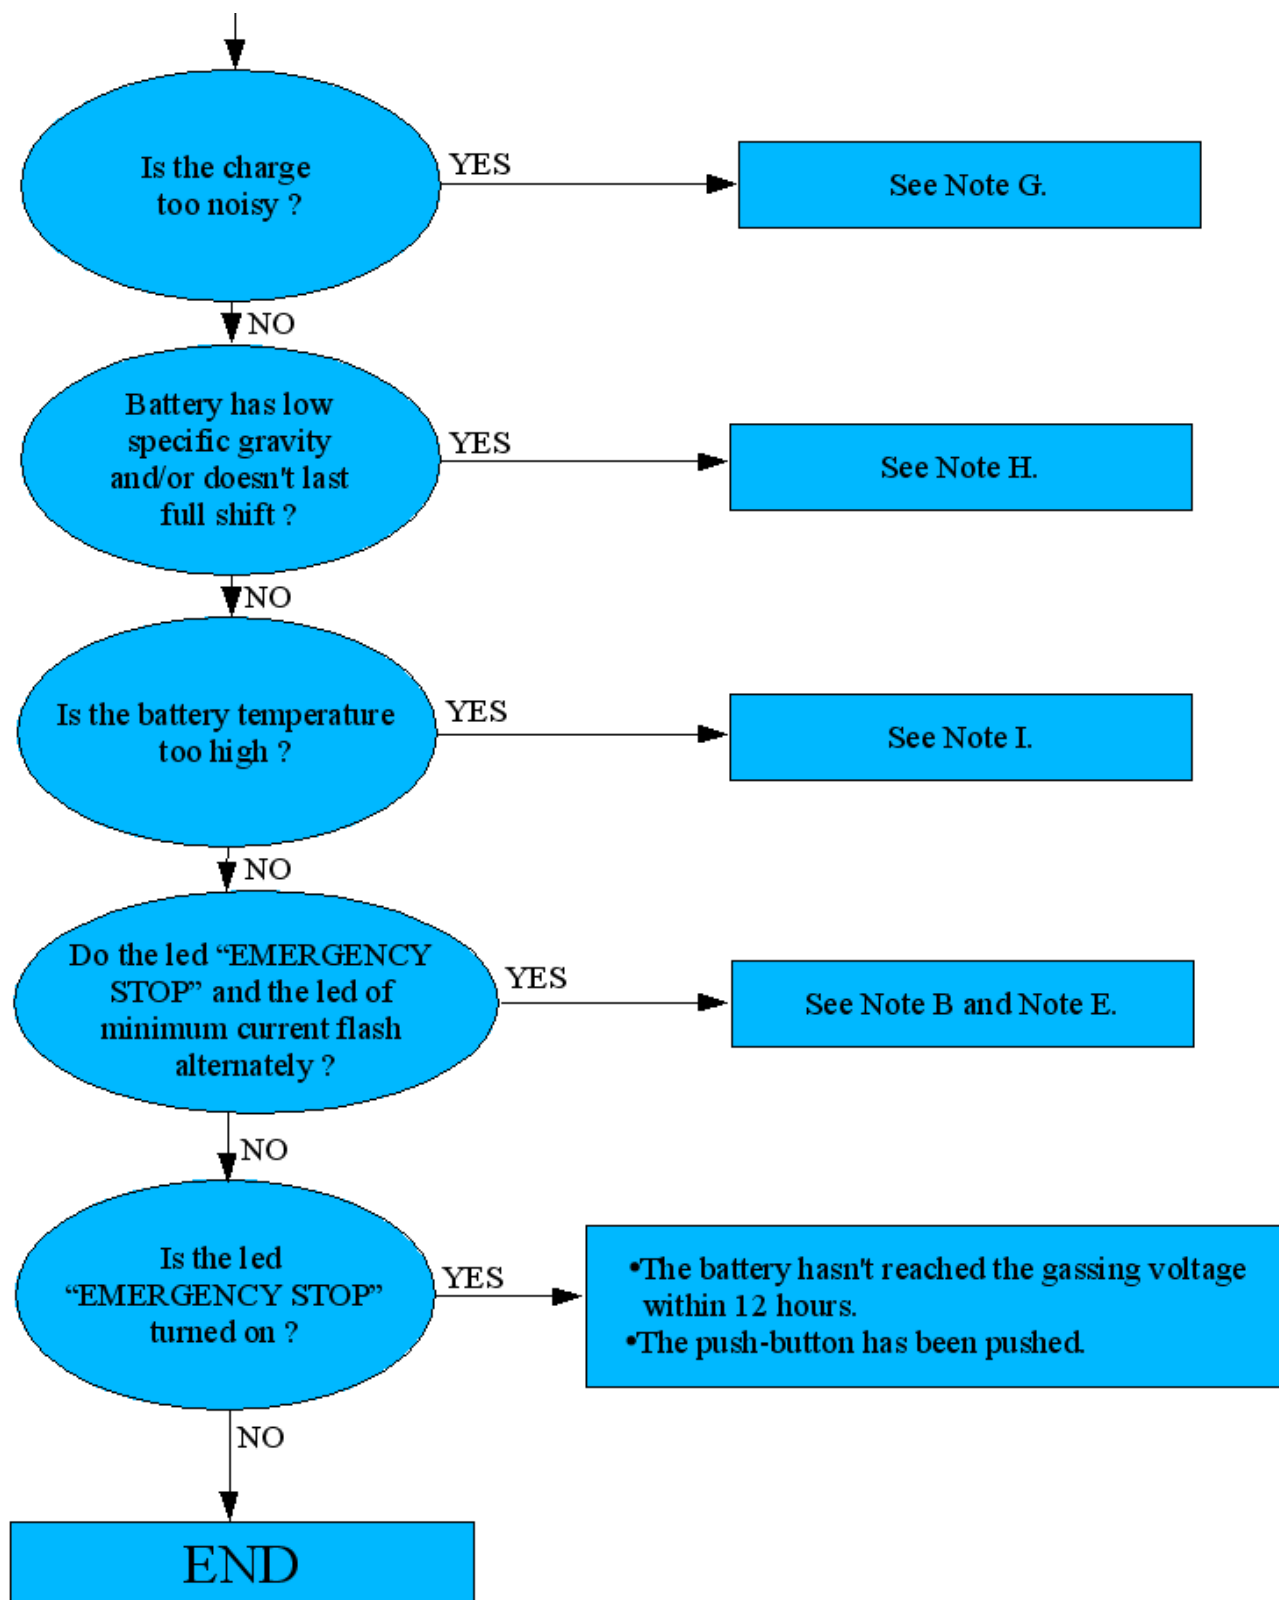 Is the charge
too noisy ?
YES
See Note G.
NO
Battery has low
specific gravity
and/or doesn't last
full shift ?
YES
See Note H.
NO
Is the battery temperature
too high ?
YES
See Note I.
NO
Do the led “EMERGENCY
STOP” and the led of
minimum current flash
alternately ?
YES
See Note B and Note E.
NO
Is the led
“EMERGENCY STOP”
turned on ?
YES
•The battery hasn't reached the gassing voltage
within 12 hours.
•The push-button has been pushed.
NO
END